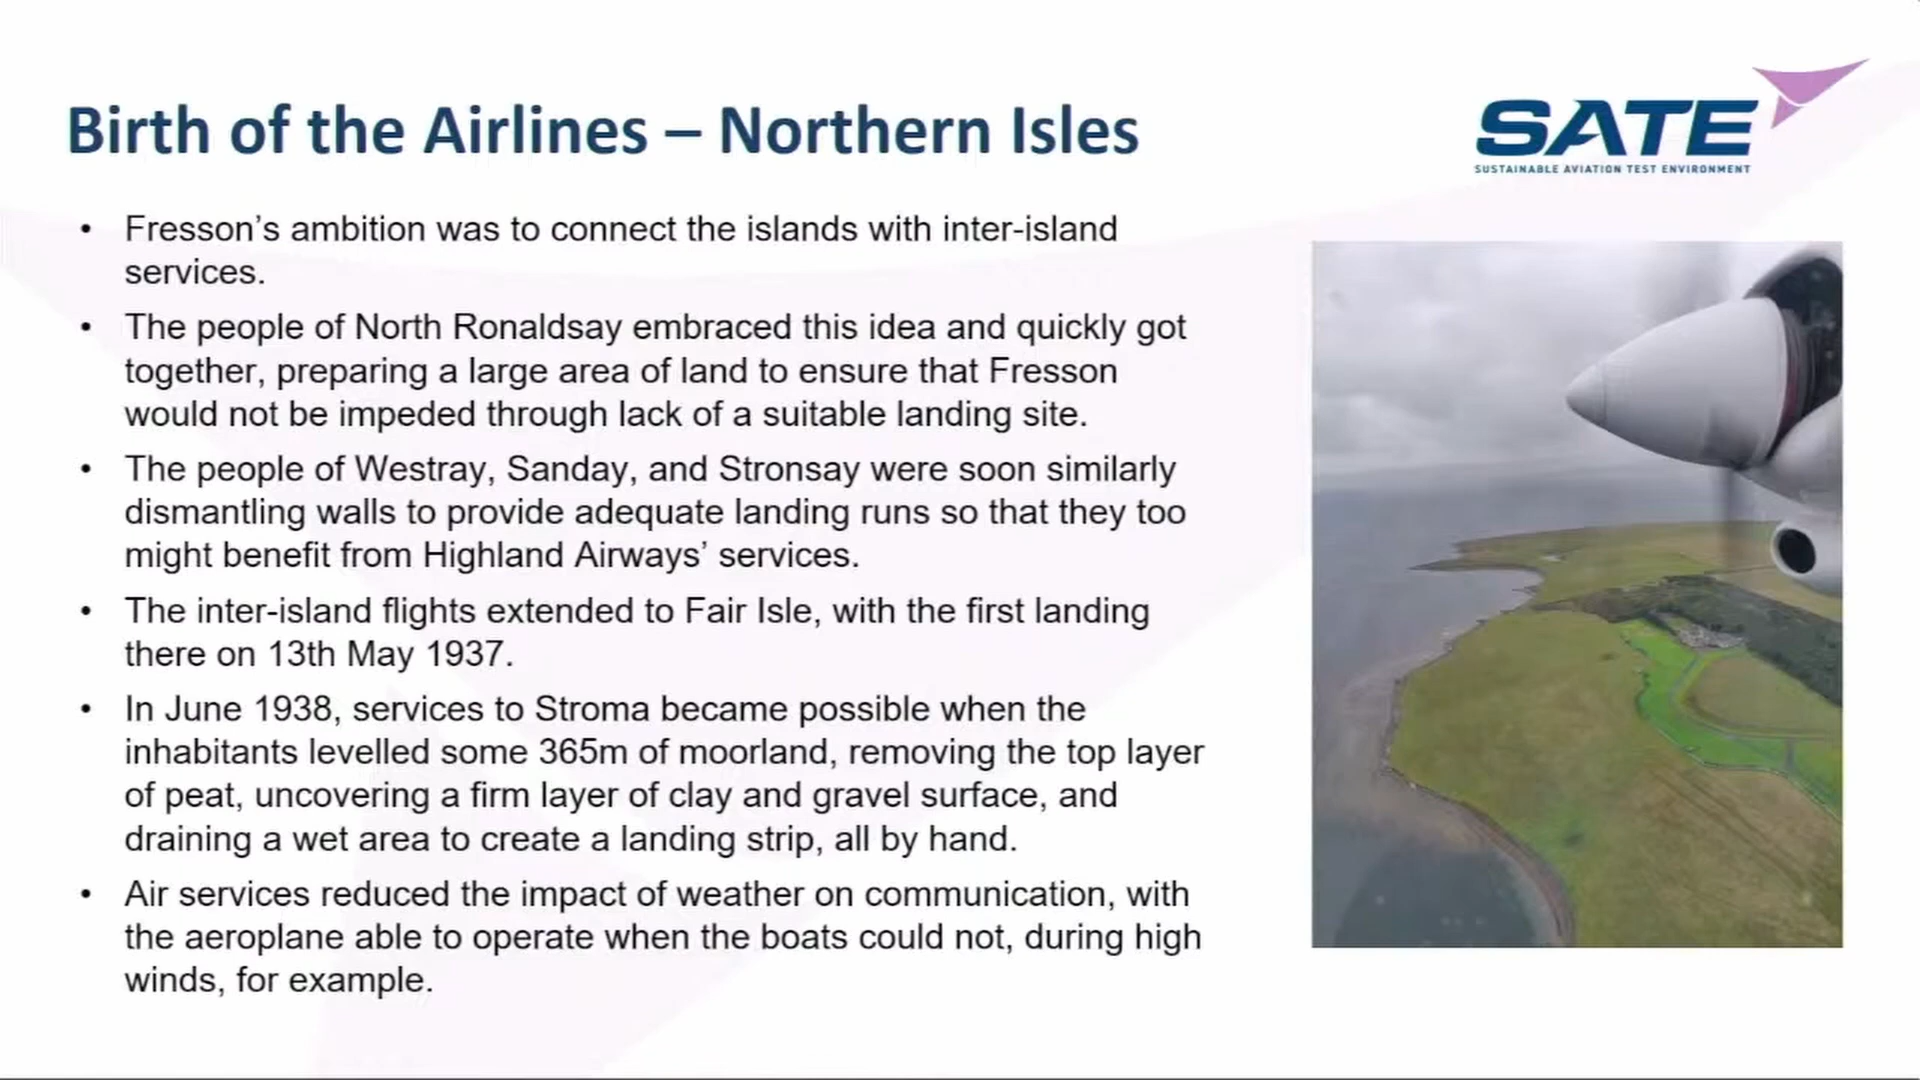 Birth of the Airlines – Northern Isles
SATE
SUSTAINABLE AVIATION TEST ENVIRONMENT
• Fresson’s ambition was to connect the islands with inter-island
services.
• The people of North Ronaldsay embraced this idea and quickly got
together, preparing a large area of land to ensure that Fresson
would not be impeded through lack of a suitable landing site.
• The people of Westray, Sanday, and Stronsay were soon similarly
dismantling walls to provide adequate landing runs so that they too
might benefit from Highland Airways’ services.
• The inter-island flights extended to Fair Isle, with the first landing
there on 13th May 1937.
• In June 1938, services to Stroma became possible when the
inhabitants levelled some 365m of moorland, removing the top layer
of peat, uncovering a firm layer of clay and gravel surface, and
draining a wet area to create a landing strip, all by hand.
• Air services reduced the impact of weather on communication, with
the aeroplane able to operate when the boats could not, during high
winds, for example.